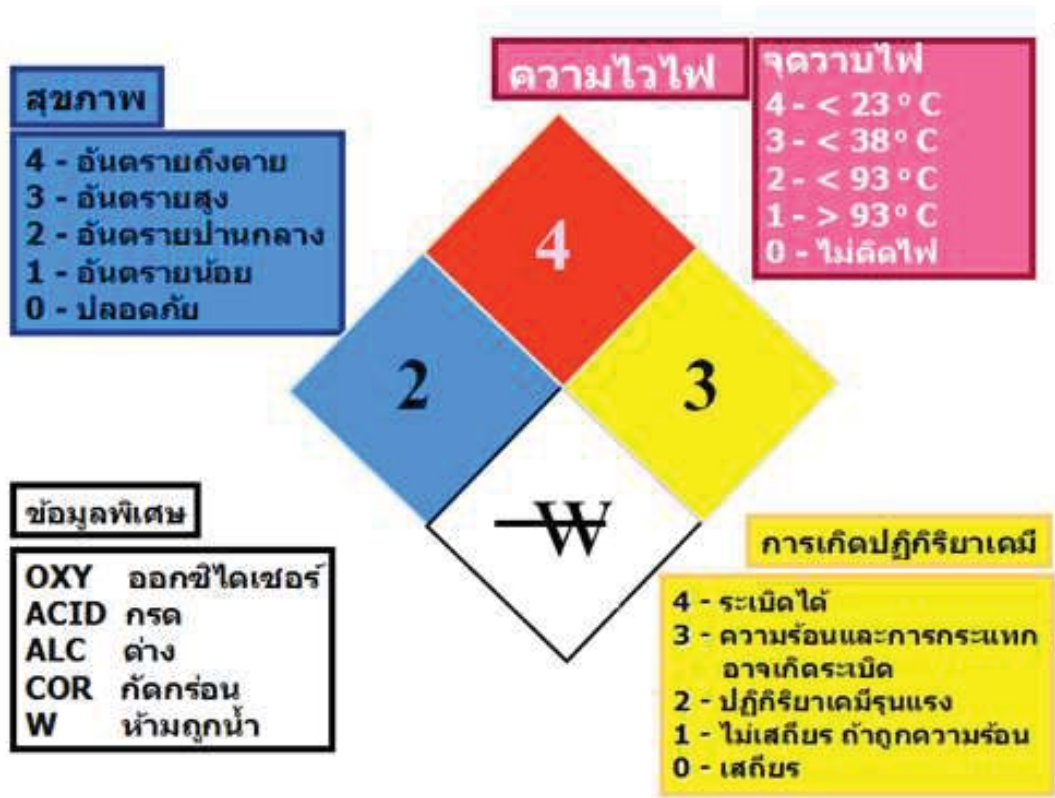 สุขภาพ
4 - อันตรายถึงตาย
3 - อันตรายสูง
2 - อันตรายปานกลาง
1 - อันตรายน้อย
0 - ปลอดภัย
ความไวไฟ
จุดวาบไฟ
4 - < 23 ° C
3 - < 38 ° C
2 - < 93 ° C
1 - > 93 ° C
0 - ไม่ติดไฟ
4
2
3
W
ข้อมูลพิเศษ
OXY ออกซิไดเซอร์
ACID กรด
ALC ด่าง
COR กัดกร่อน
W ห้ามถูกน้ำ
การเกิดปฏิกิริยาเคมี
4 - ระเบิดได้
3 - ความร้อนและการกระแทก
อาจเกิดระเบิด
2 - ปฏิกิริยาเคมีรุนแรง
1 - ไม่เสถียร ถ้าถูกความร้อน
0 - เสถียร